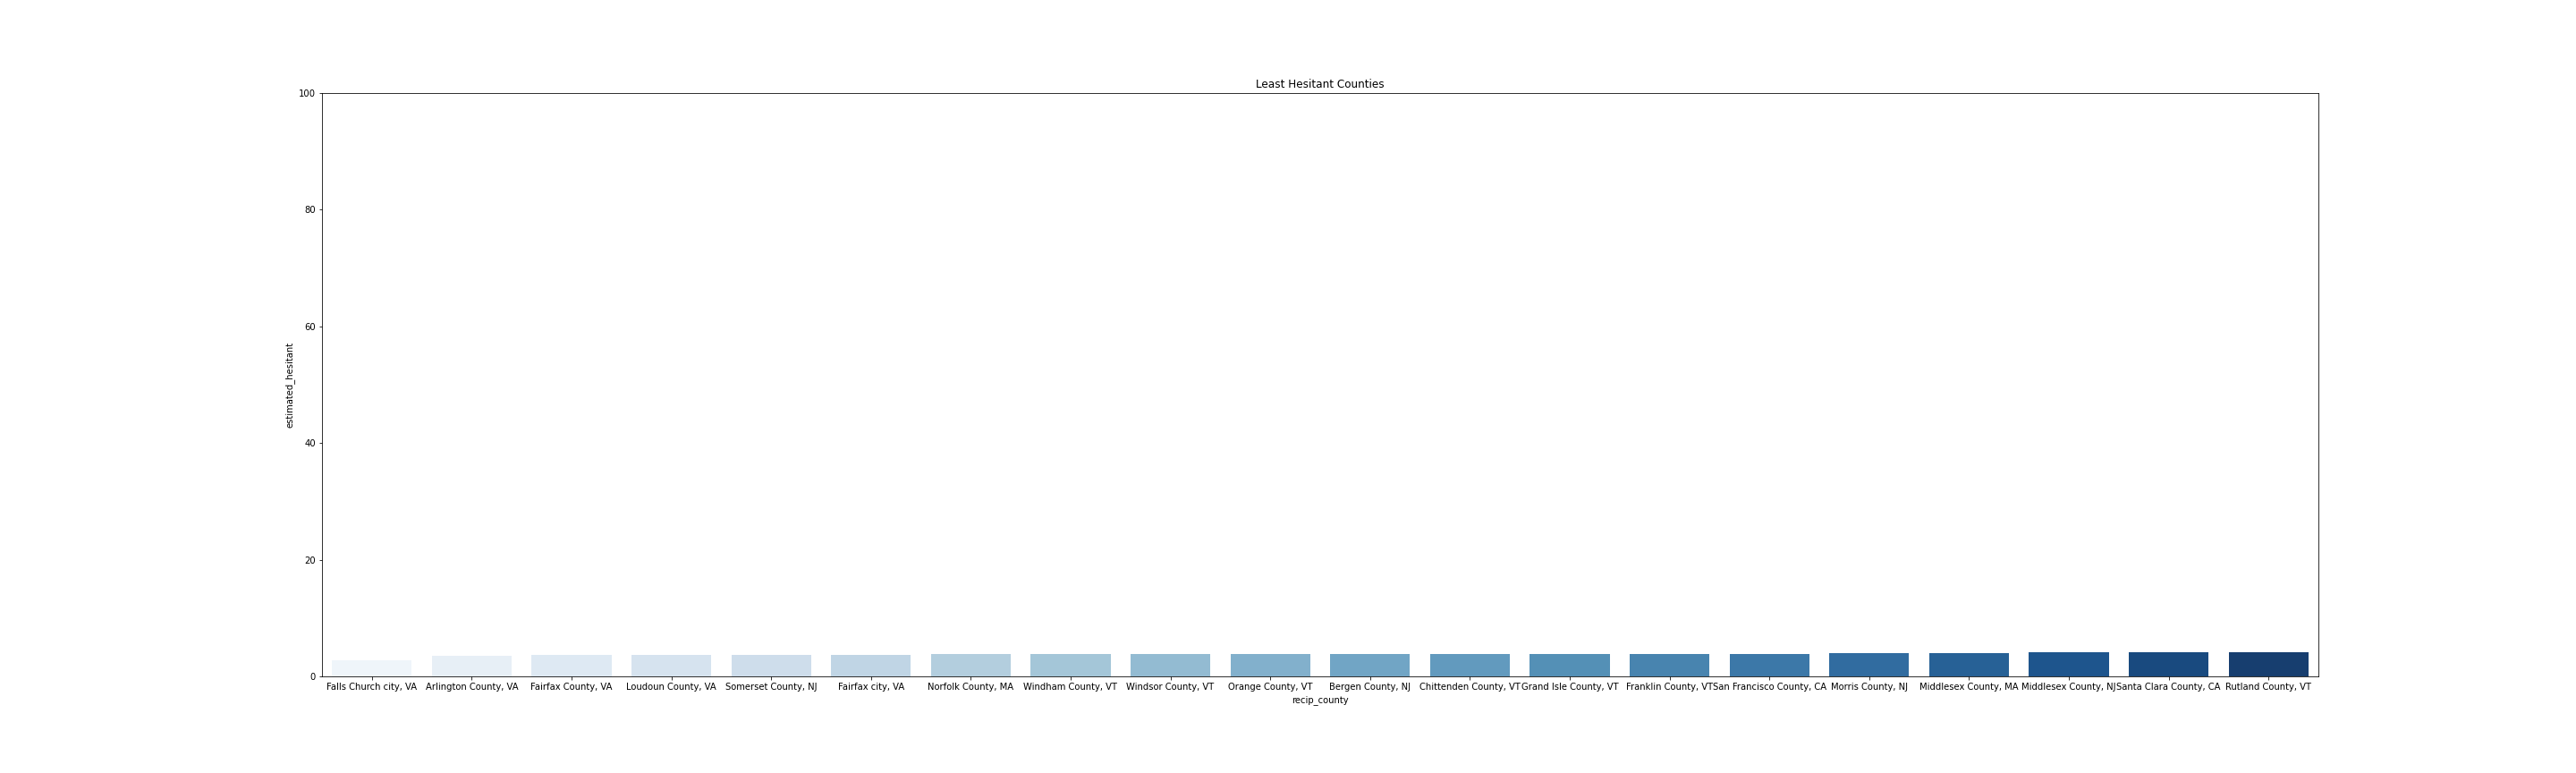 Least Hesitant Counties
100
80
60
40
20
0
estimated_hesitant
Falls Church city, VA Arlington County, VA Fairfax County, VA Loudoun County, VA Somerset County, NJ Fairfax city, VA Norfolk County, MA Windham County, VT Windsor County, VT Orange County, VT Bergen County, NJ Chittenden County, VT Grand Isle County, VT Franklin County, VT San Francisco County, CA Morris County, NJ Middlesex County, MA Middlesex County, NJ Santa Clara County, CA Rutland County, VT
recip_county